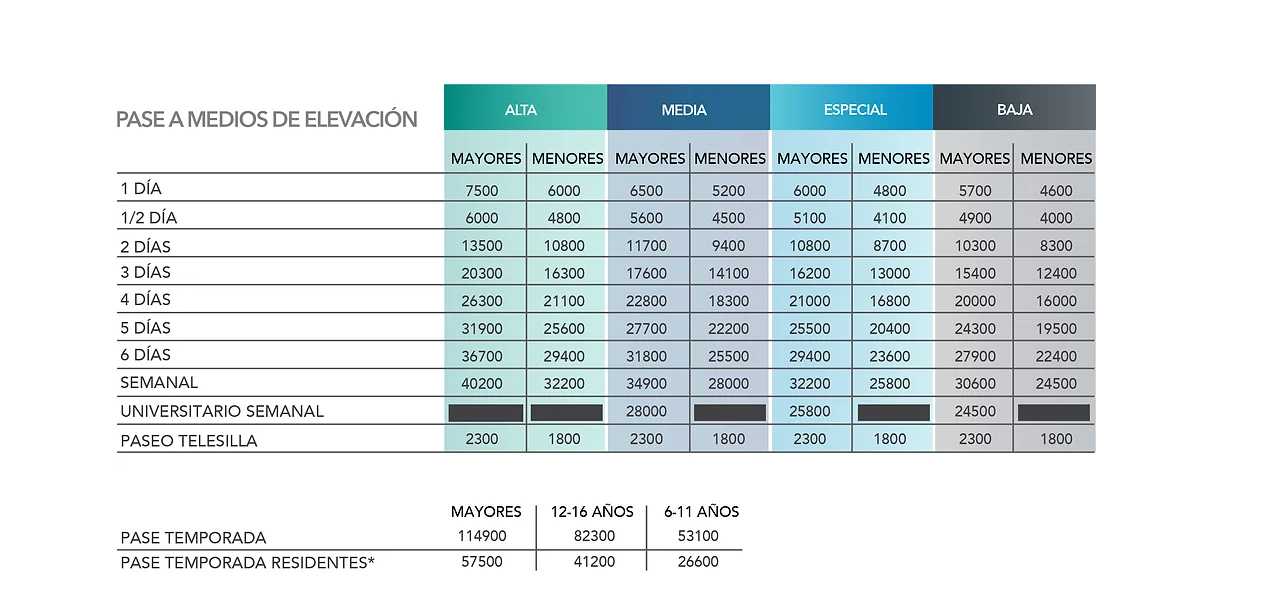 PASE A MEDIOS DE ELEVACIÓN ALTA MEDIA ESPECIAL BAJA
MAYORES MENORES MAYORES MENORES MAYORES MENORES MAYORES MENORES
1 DÍA 7500 6000 6500 5200 6000 4800 5700 4600
1/2 DÍA 6000 4800 5600 4500 5100 4100 4900 4000
2 DÍAS 13500 10800 11700 9400 10800 8700 10300 8300
3 DÍAS 20300 16300 17600 14100 16200 13000 15400 12400
4 DÍAS 26300 21100 22800 18300 21000 16800 20000 16000
5 DÍAS 31900 25600 27700 22200 25500 20400 24300 19500
6 DÍAS 36700 29400 31800 25500 29400 23600 27900 22400
SEMANAL 40200 32200 34900 28000 32200 25800 30600 24500
UNIVERSITARIO SEMANAL 28000 25800 24500
PASEO TELESILLA 2300 1800 2300 1800 2300 1800 2300 1800
MAYORES 12-16 AÑOS 6-11 AÑOS
PASE TEMPORADA 114900 82300 53100
PASE TEMPORADA RESIDENTES* 57500 41200 26600